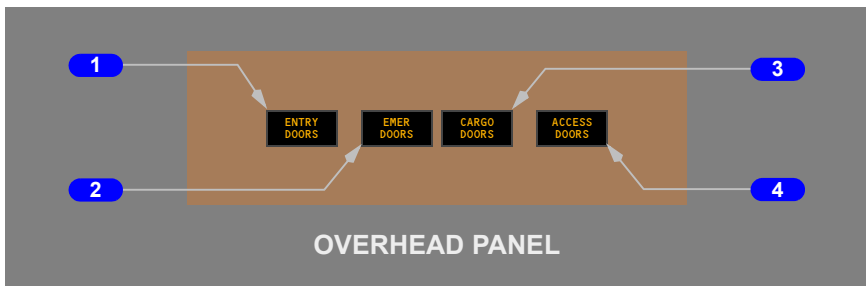 1
3
ENTRY
DOORS
EMER
DOORS
CARGO
DOORS
ACCESS
DOORS
2
4
OVERHEAD PANEL